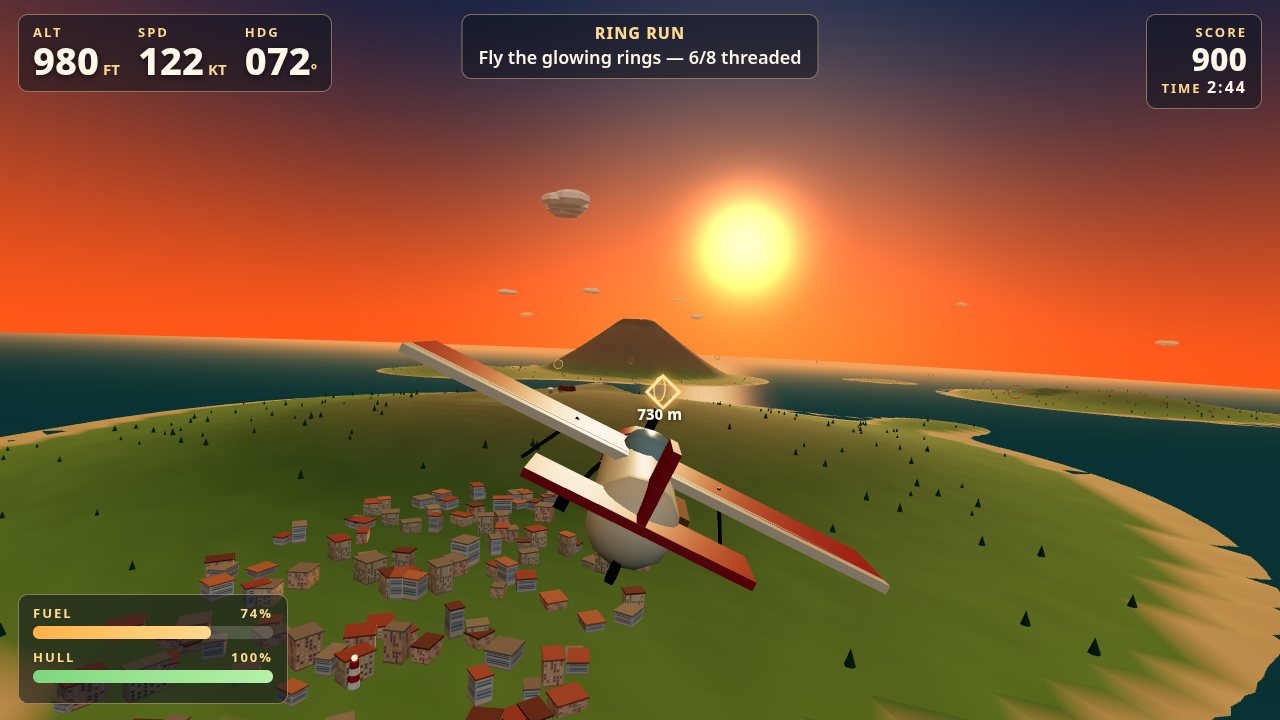 ALT SPD HDG
980 FT 122 KT 072°
RING RUN
Fly the glowing rings — 6/8 threaded
SCORE
900
TIME 2:44
730 m
FUEL 74%
HULL 100%